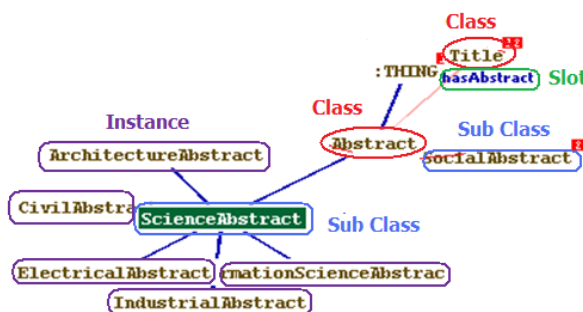 Class
Title
:THING
hasAbstract
Slot
Class
Instance
Abstract
Sub Class
ArchitectureAbstract
SocialAbstract
CivilAbstra
ScienceAbstract
Sub Class
ElectricalAbstract
rmationScienceAbstrac
IndustrialAbstract